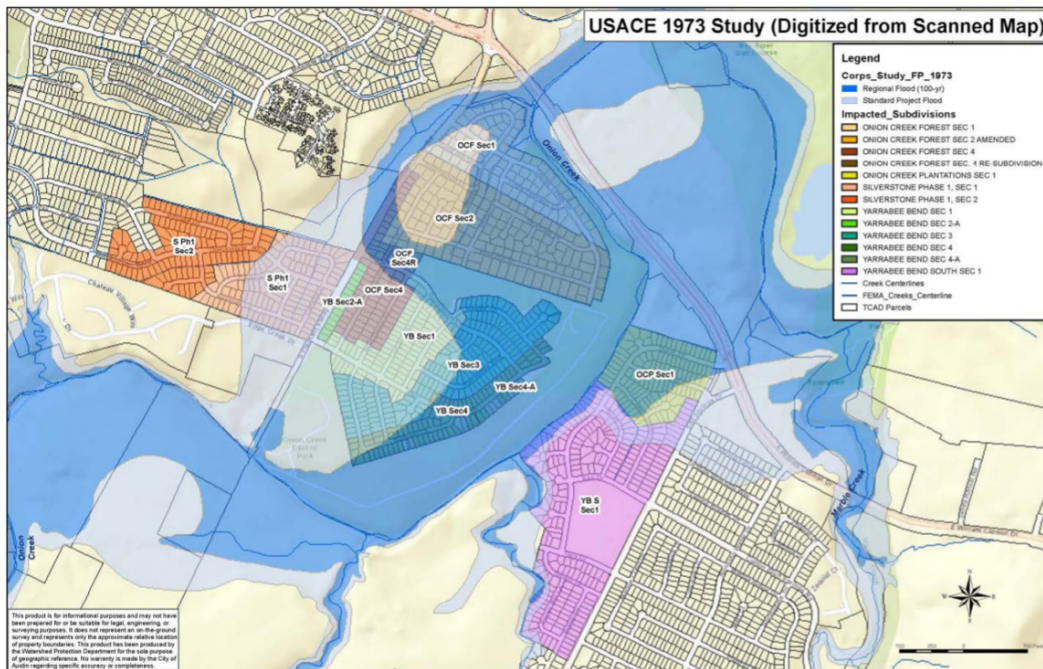 USACE 1973 Study (Digitized from Scanned Map)
Legend
Corps_Study_FP_1973
Regional Flood (100-yr)
Standard Project Flood
Impacted_Subdivisions
ONION CREEK FOREST SEC 1
ONION CREEK FOREST SEC 2 AMENDED
ONION CREEK FOREST SEC 4
ONION CREEK FOREST SEC. 4 RE-SUBDIVISION
ONION CREEK PLANTATIONS SEC 1
SILVERSTONE PHASE 1, SEC 1
SILVERSTONE PHASE 1, SEC 2
YARRABEE BEND SEC 1
YARRABEE BEND SEC 2-A
YARRABEE BEND SEC 3
YARRABEE BEND SEC 4
YARRABEE BEND SEC 4-A
YARRABEE BEND SOUTH SEC 1
Creek Centerlines
FEMA_Creeks_Centerline
TCAD Parcels
OCF Sec1
Onion Creek
OCF Sec2
S Ph1
Sec2
OCF
Sec4R
S Ph1
Sec1
OCF Sec4
YB Sec2-A
YB Sec1
YB Sec3
OCP Sec1
YB Sec4-A
YB Sec4
YB S
Sec1
Marble Creek
Onion
Creek
E William Cannon Dr
N
W
E
S
This product is for informational purposes and may not have
been prepared for or be suitable for legal, engineering, or
surveying purposes. It does not represent an on-the-ground
survey and represents only the approximate relative location
of property boundaries. This product has been produced by
the Watershed Protection Department for the sole purpose
of geographic reference. No warranty is made by the City of
Austin regarding specific accuracy or completeness.